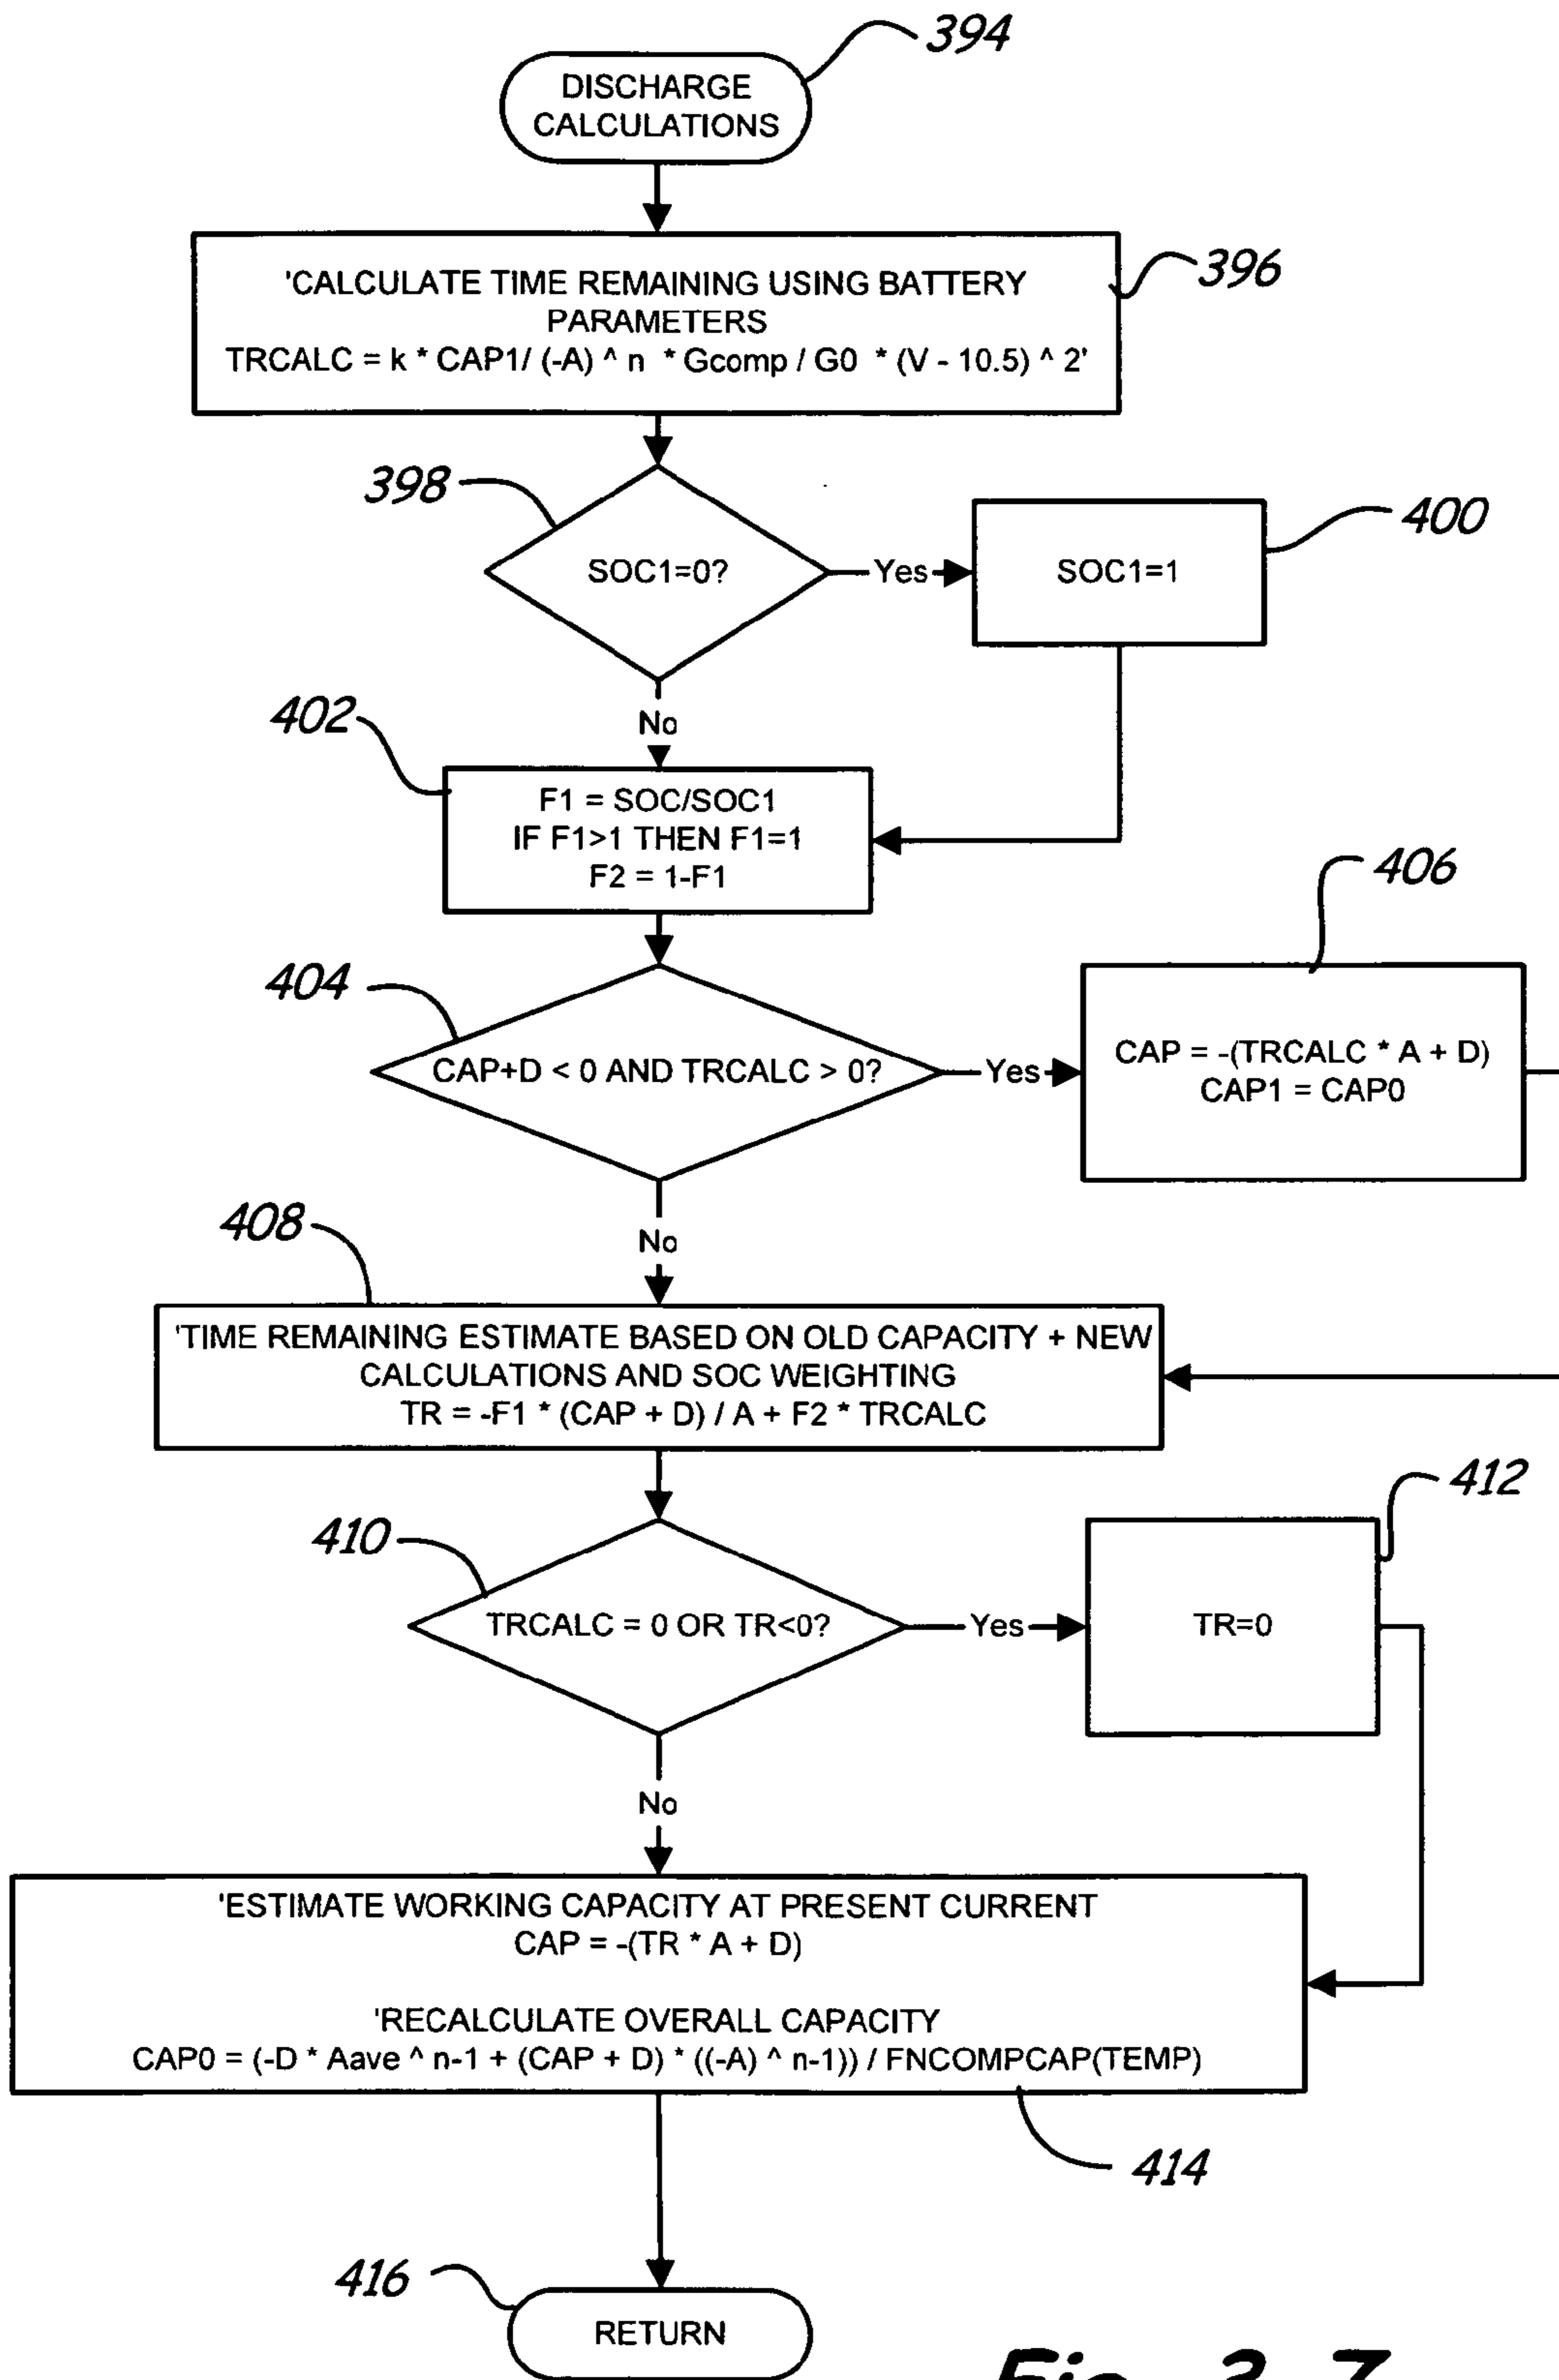 394
DISCHARGE
CALCULATIONS
396
'CALCULATE TIME REMAINING USING BATTERY
PARAMETERS
TRCALC = k * CAP1/ (-A) ^ n * Gcomp / G0 * (V - 10.5) ^ 2'
398
SOC1=0?
Yes
400
SOC1=1
No
402
F1 = SOC/SOC1
IF F1>1 THEN F1=1
F2 = 1-F1
404
CAP+D < 0 AND TRCALC > 0?
Yes
406
CAP = -(TRCALC * A + D)
CAP1 = CAP0
No
408
'TIME REMAINING ESTIMATE BASED ON OLD CAPACITY + NEW
CALCULATIONS AND SOC WEIGHTING
TR = -F1 * (CAP + D) / A + F2 * TRCALC
410
TRCALC = 0 OR TR<0?
Yes
412
TR=0
No
'ESTIMATE WORKING CAPACITY AT PRESENT CURRENT
CAP = -(TR * A + D)
'RECALCULATE OVERALL CAPACITY
CAP0 = (-D * Aave ^ n-1 + (CAP + D) * ((-A) ^ n-1)) / FNCOMPCAP(TEMP)
414
416
RETURN